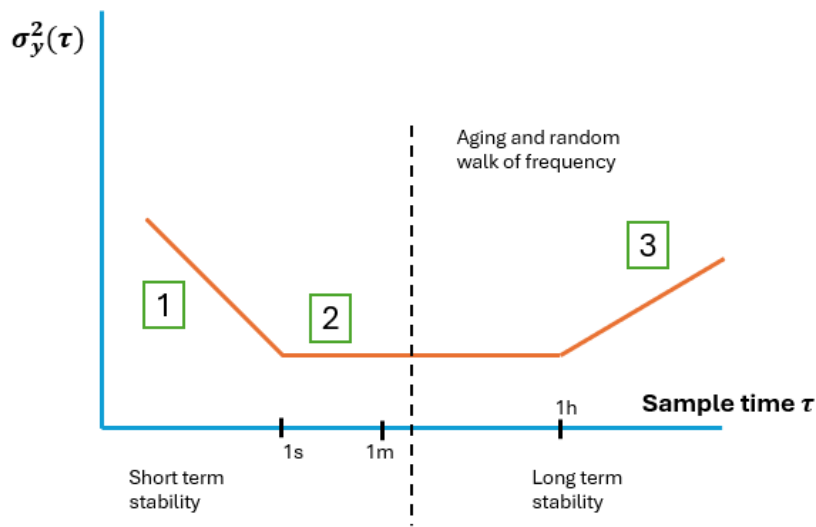 σ²y(τ)
Aging and random
walk of frequency
3
1
2
1h
Sample time τ
1s
1m
Short term
stability
Long term
stability